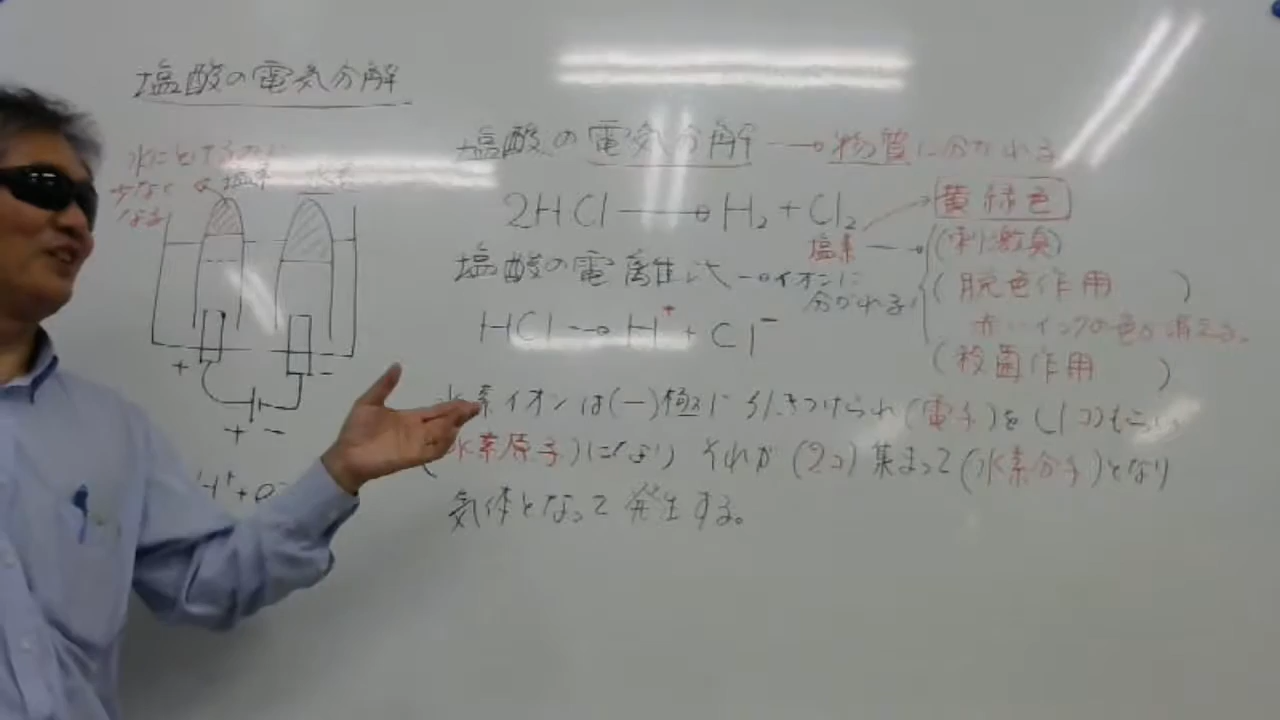 塩酸の電気分解
水にとけるため
少なく
なる
塩素
水素
+ -
+ -
塩酸の電気分解 → 物質に分かれる
2HCl → H₂ + Cl₂
黄緑色
塩素 → (刺激臭)
塩酸の電離式 → イオンに
分かれる
(脱色作用 )
赤いインクの色が消える。
HCl → H⁺ + Cl⁻
(殺菌作用 )
水素イオンは(-)極に引きつけられ(電子)を(1コ)もらい
(水素原子)になり それが(2コ)集まって(水素分子)となり
気体となって発生する。